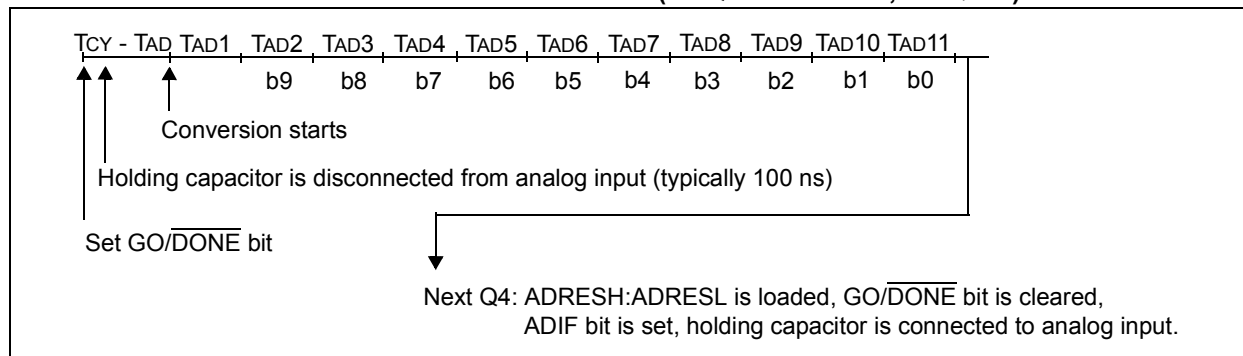 TCY - TAD TAD1 TAD2 TAD3 TAD4 TAD5 TAD6 TAD7 TAD8 TAD9 TAD10 TAD11
b9 b8 b7 b6 b5 b4 b3 b2 b1 b0
Conversion starts
Holding capacitor is disconnected from analog input (typically 100 ns)
Set GO/DONE bit
Next Q4: ADRESH:ADRESL is loaded, GO/DONE bit is cleared,
ADIF bit is set, holding capacitor is connected to analog input.